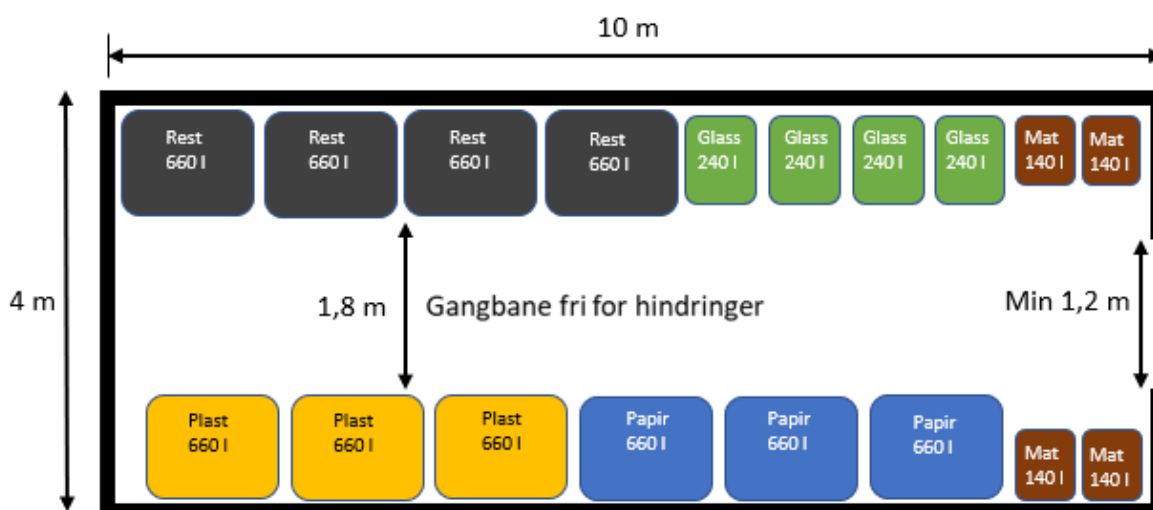 10 m
Rest
660 l
Rest
660 l
Rest
660 l
Rest
660 l
Glass
240 l
Glass
240 l
Glass
240 l
Glass
240 l
Mat
140 l
Mat
140 l
4 m
1,8 m
Gangbane fri for hindringer
Min 1,2 m
Plast
660 l
Plast
660 l
Plast
660 l
Papir
660 l
Papir
660 l
Papir
660 l
Mat
140 l
Mat
140 l